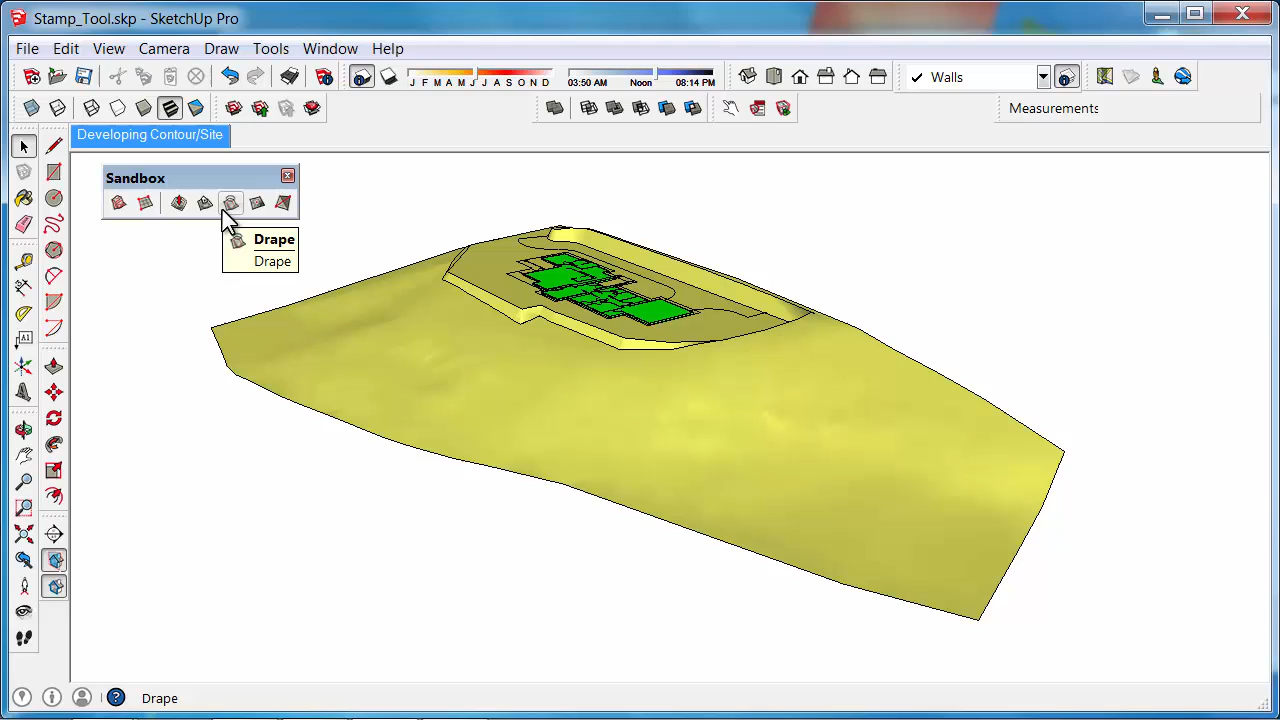 Stamp_Tool.skp - SketchUp Pro
File Edit View Camera Draw Tools Window Help
J F M A M J J A S O N D
03:50 AM Noon 08:14 PM
Walls
Measurements
Developing Contour/Site
Sandbox
Drape
Drape
A1
Drape